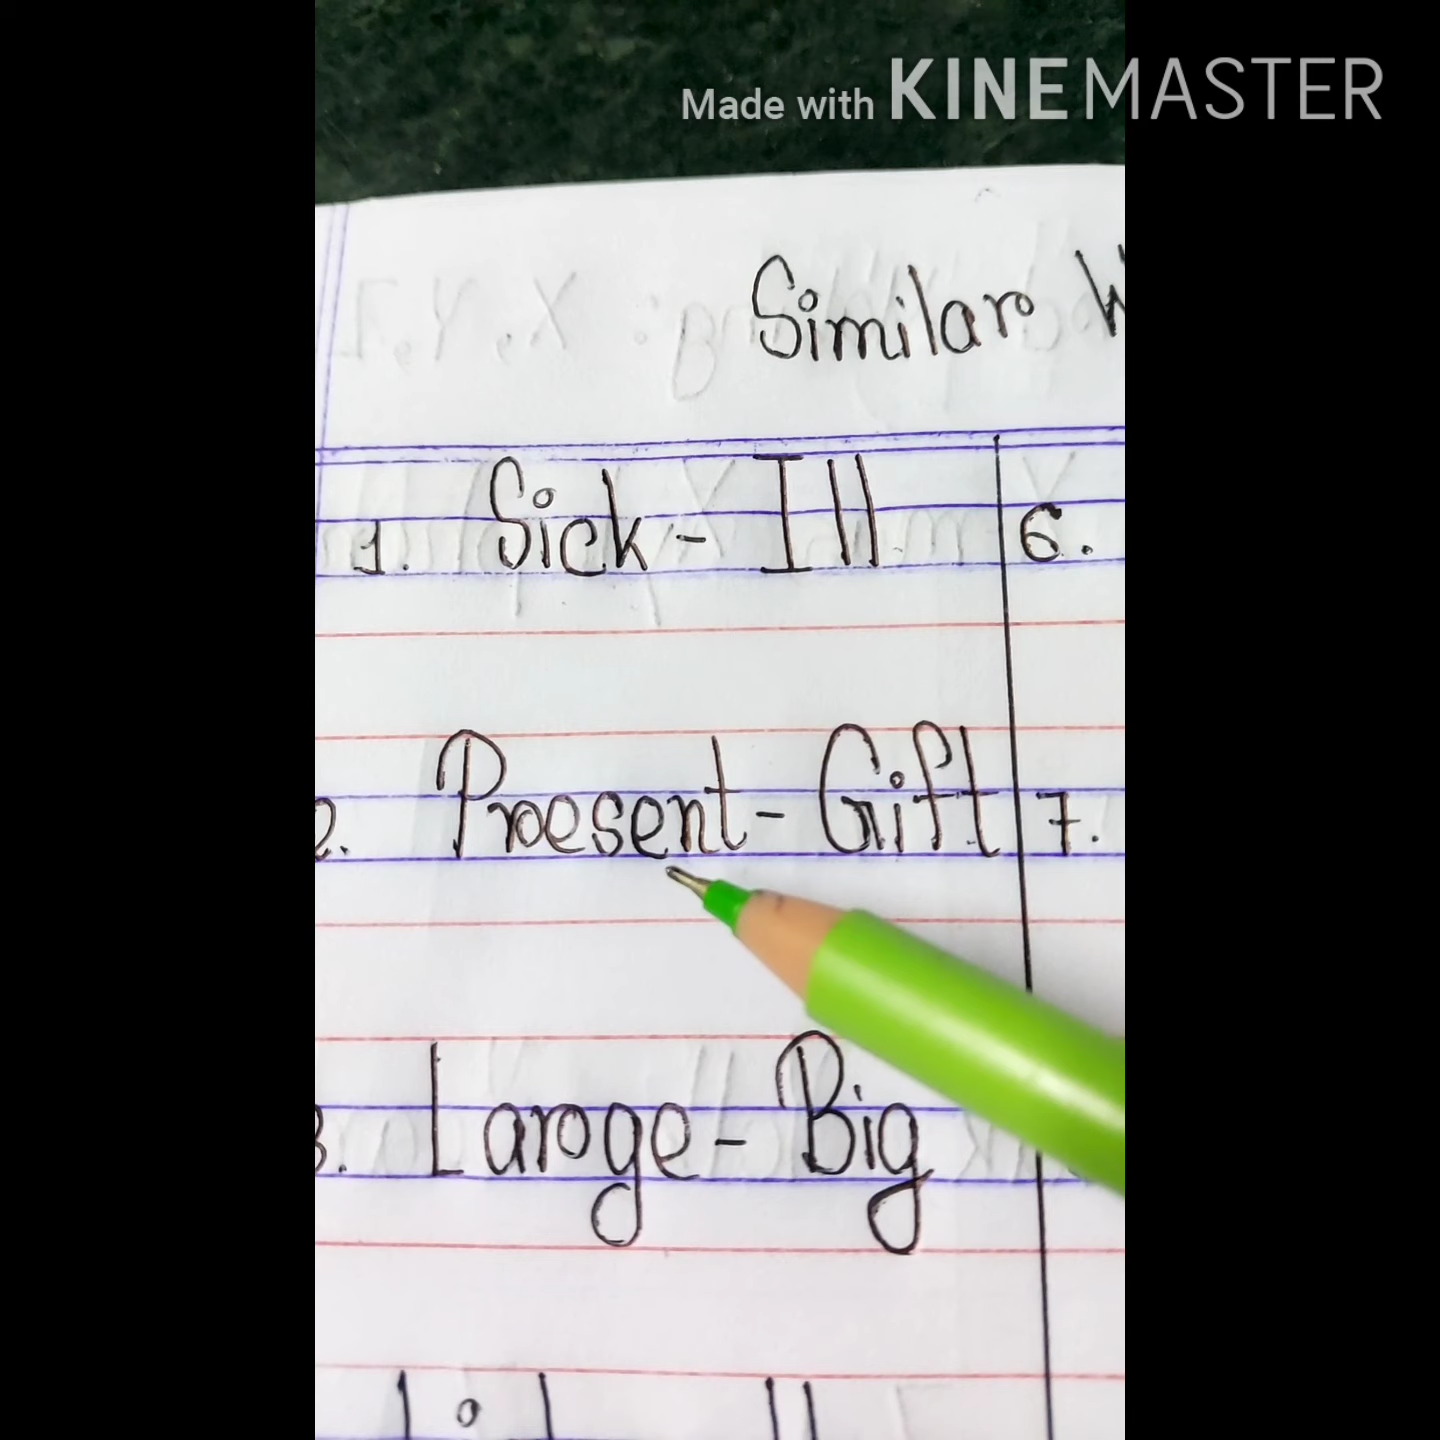 Made with KINEMASTER
Similar
1. Sick - Ill
6.
2. Present - Gift
7.
3. Large - Big